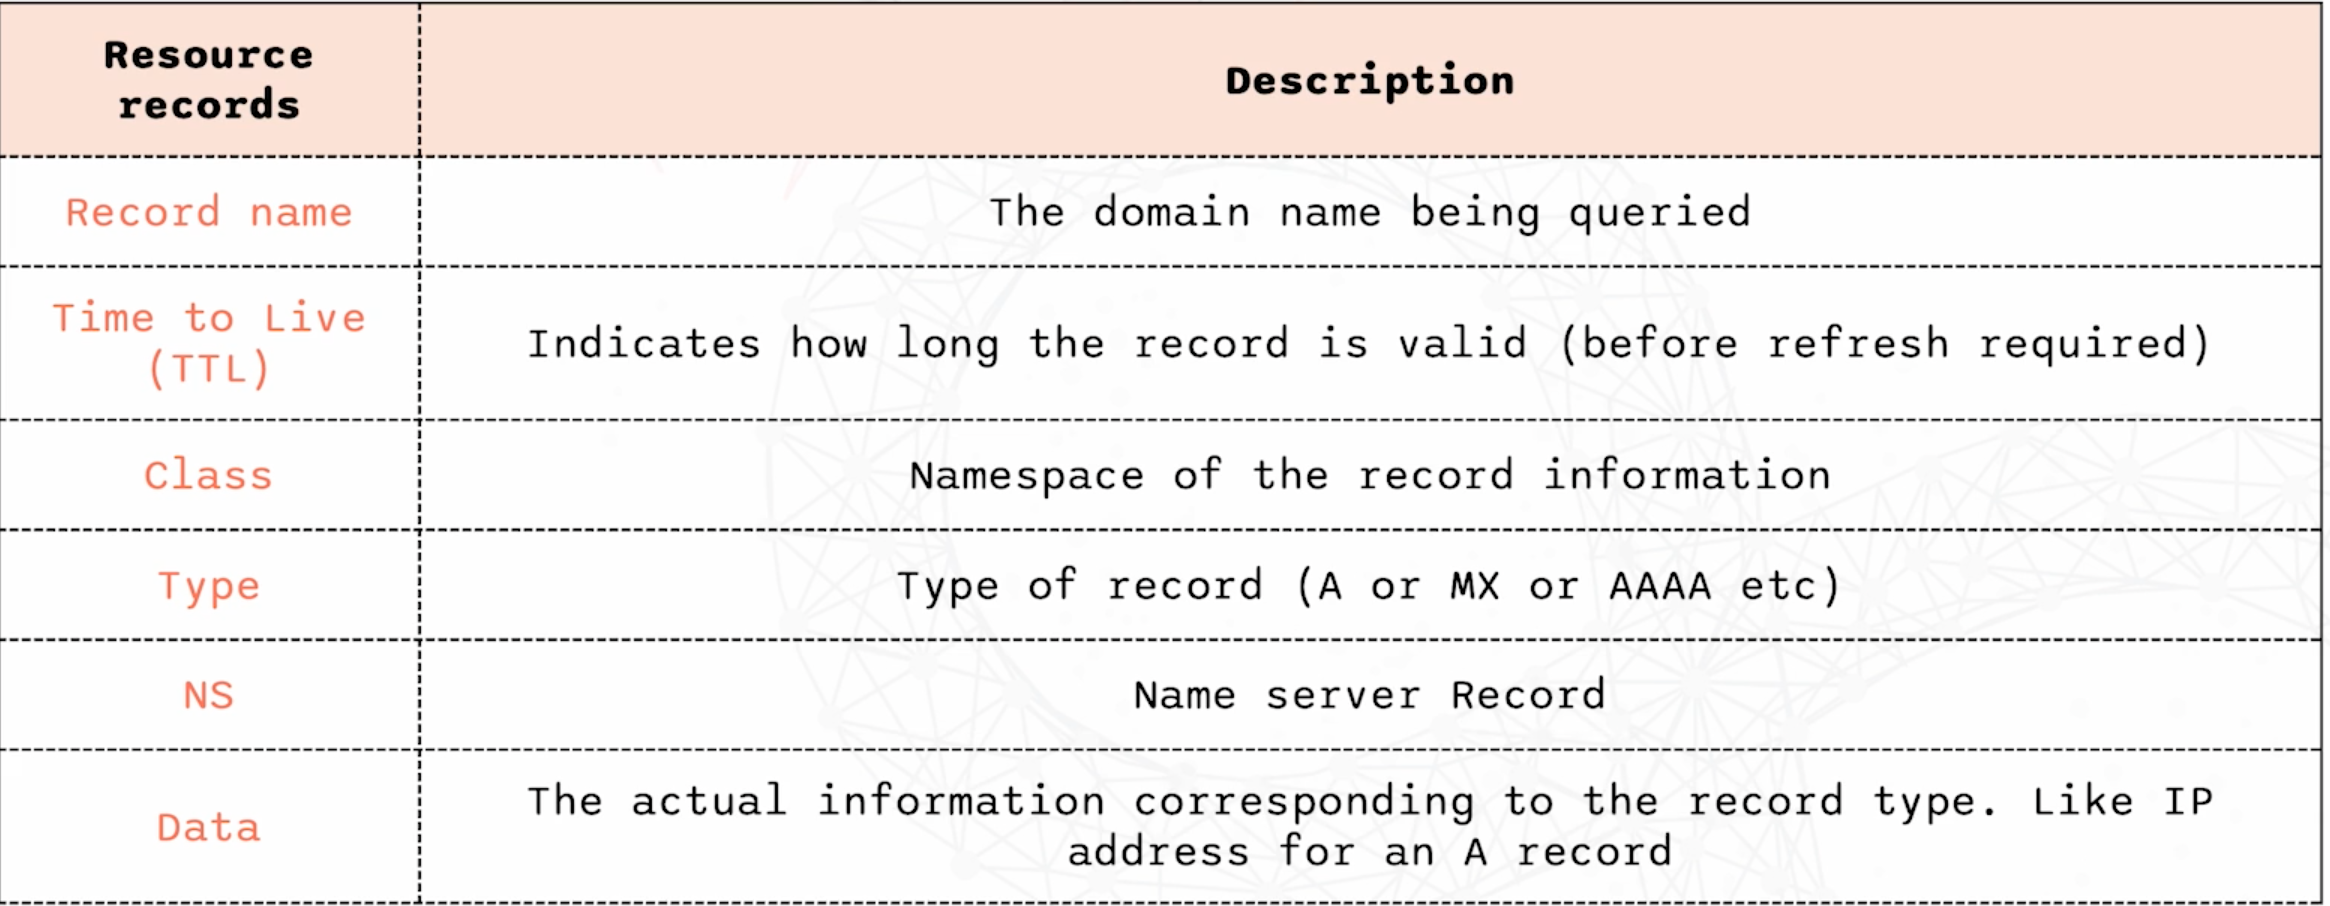 Resource
records
Description
Record name
The domain name being queried
Time to Live
(TTL)
Indicates how long the record is valid (before refresh required)
Class
Namespace of the record information
Type
Type of record (A or MX or AAAA etc)
NS
Name server Record
Data
The actual information corresponding to the record type. Like IP
address for an A record